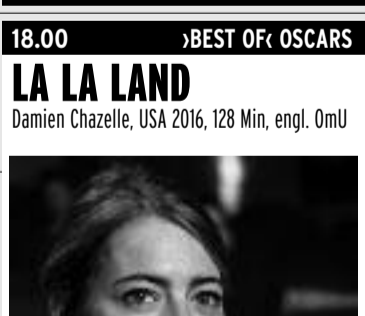 18.00 ›BEST OF‹ OSCARS
LA LA LAND
Damien Chazelle, USA 2016, 128 Min, engl. OmU